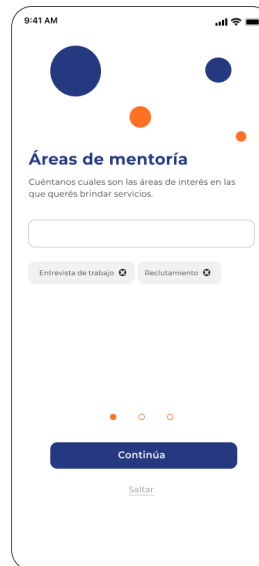 9:41 AM
Áreas de mentoría
Cuéntanos cuales son las áreas de interés en las
que querés brindar servicios.
Entrevista de trabajo
Reclutamiento
Continúa
Saltar